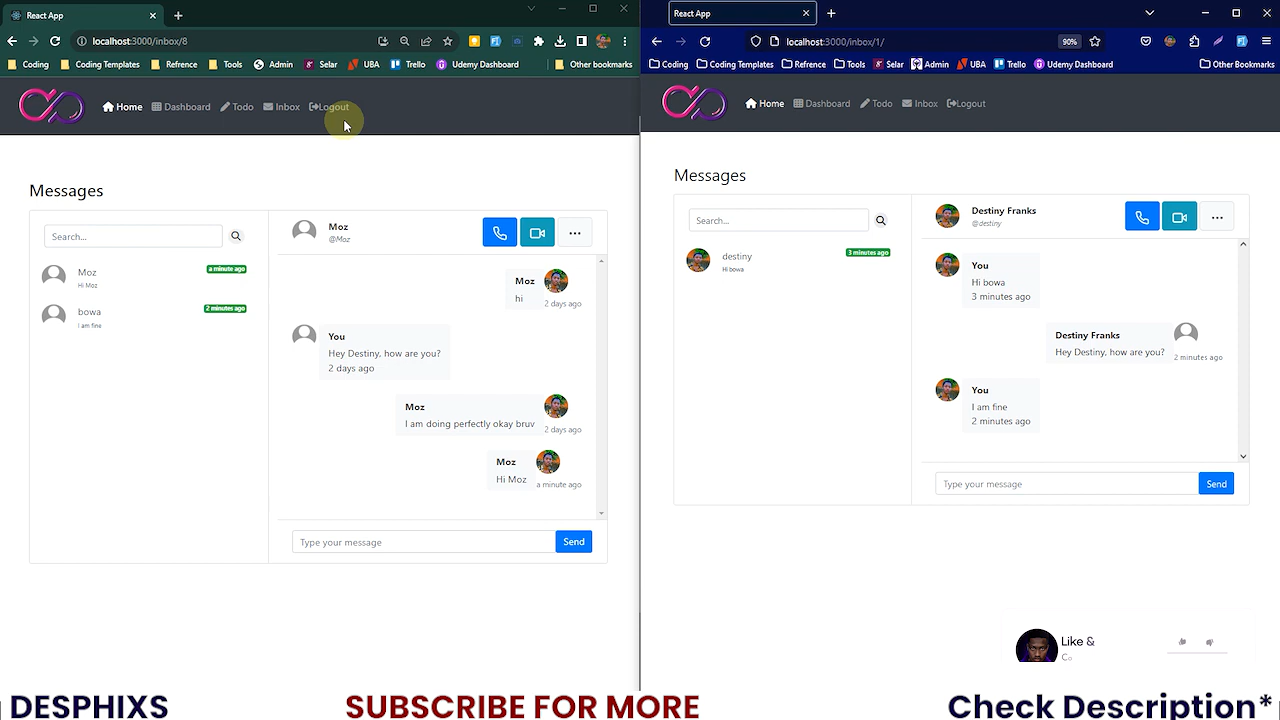 React App
localhost:3000/inbox/8
Coding
Coding Templates
Refrence
Tools
Admin
Selar
UBA
Trello
Udemy Dashboard
Other bookmarks
Home
Dashboard
Todo
Inbox
Logout
Messages
Search...
Moz
Hi Moz
a minute ago
bowa
I am fine
2 minutes ago
Moz
@Moz
Moz
hi
2 days ago
You
Hey Destiny, how are you?
2 days ago
Moz
I am doing perfectly okay bruv
2 days ago
Moz
Hi Moz
a minute ago
Type your message
Send
React App
localhost:3000/inbox/1/
90%
Coding
Coding Templates
Refrence
Tools
Selar
Admin
UBA
Trello
Udemy Dashboard
Other Bookmarks
Home
Dashboard
Todo
Inbox
Logout
Messages
Search...
destiny
Hi bowa
3 minutes ago
Destiny Franks
@destiny
You
Hi bowa
3 minutes ago
Destiny Franks
Hey Destiny, how are you?
2 minutes ago
You
I am fine
2 minutes ago
Type your message
Send
Like &
Co
DESPHIXS
SUBSCRIBE FOR MORE
Check Description*